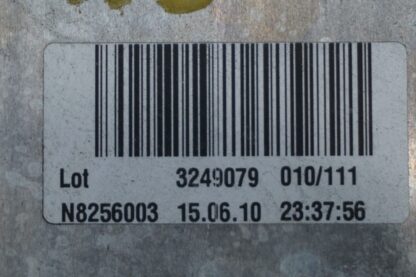 Lot 3249079 010/111
N8256003 15.06.10 23:37:56